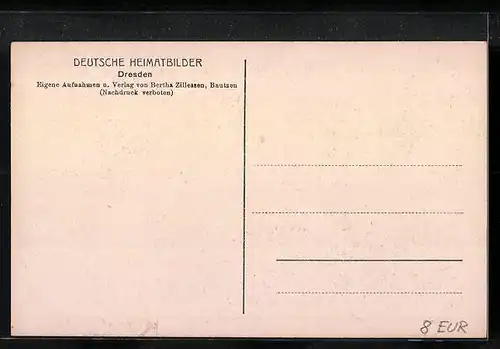 DEUTSCHE HEIMATBILDER
Dresden
Eigene Aufnahmen u. Verlag von Bertha Zillessen, Bautzen
(Nachdruck verboten)
8 EUR